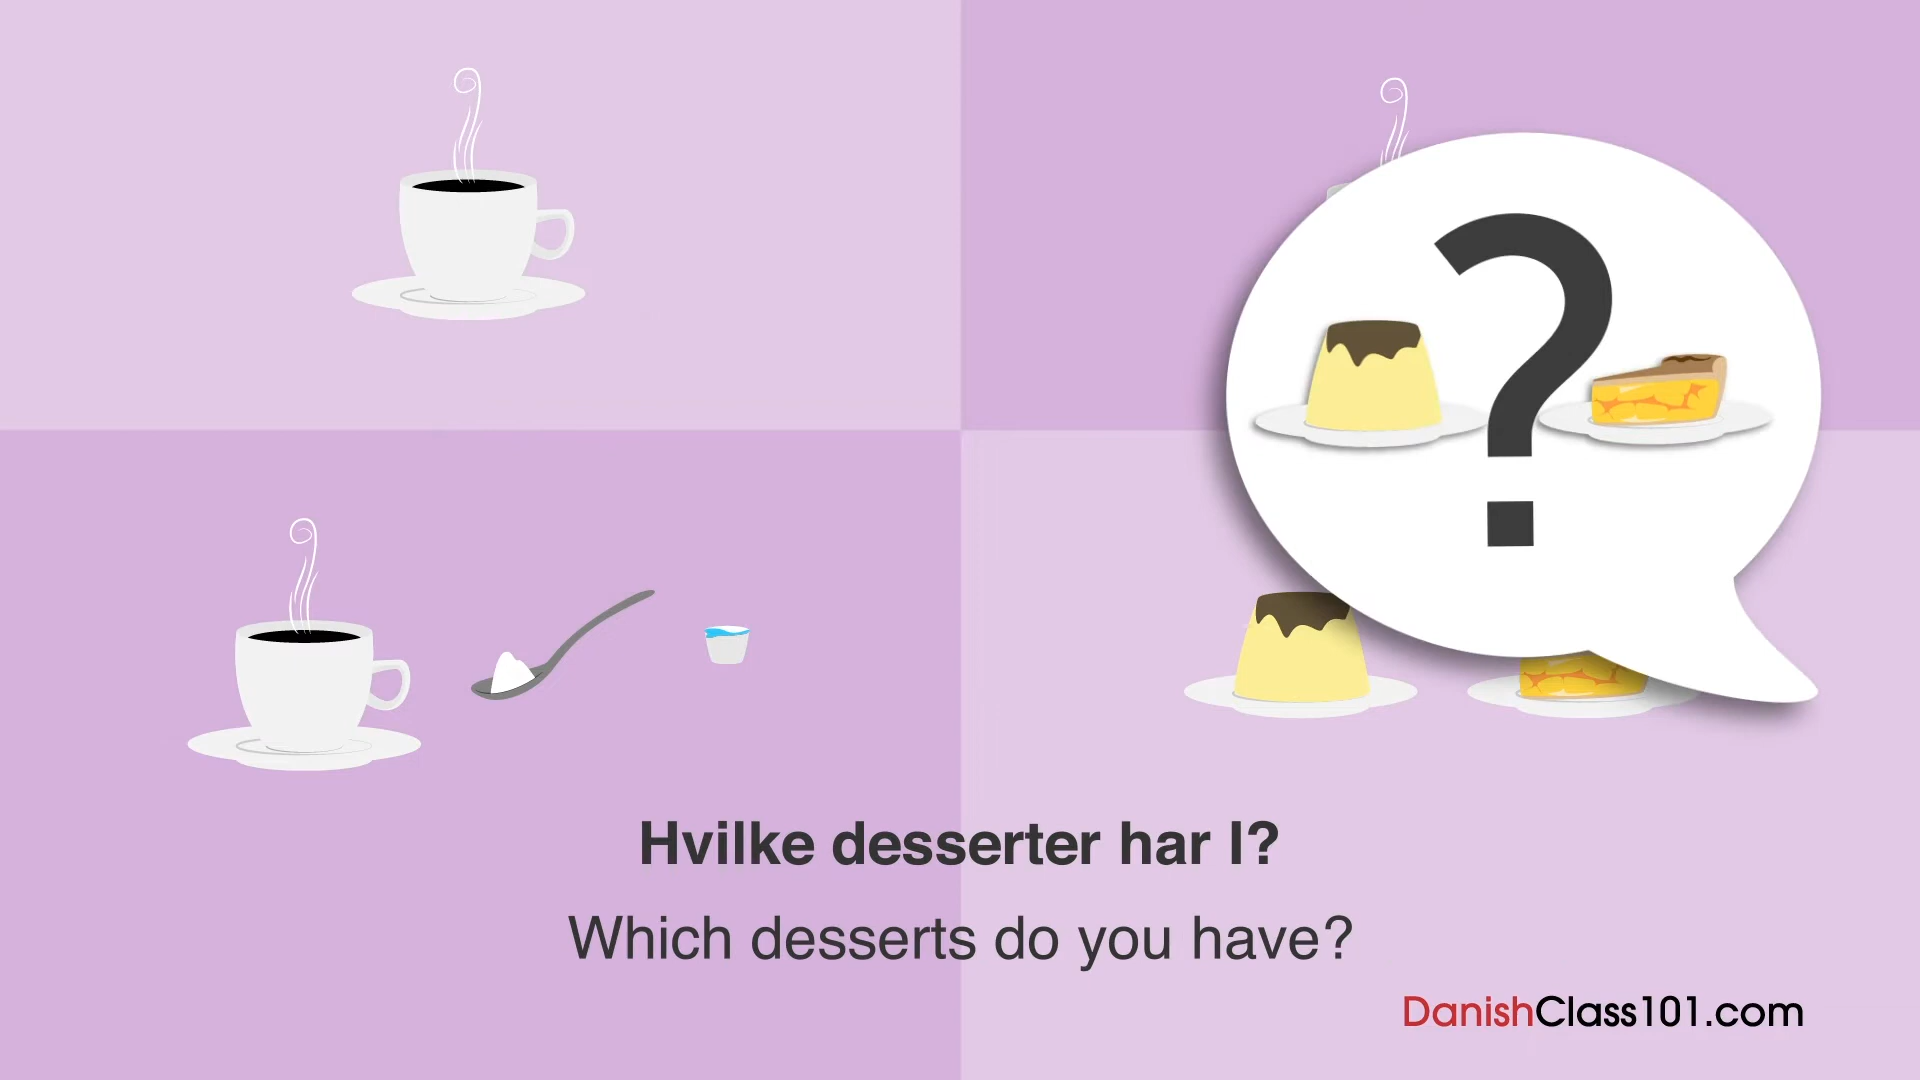 Hvilke desserter har I?
Which desserts do you have?
DanishClass101.com